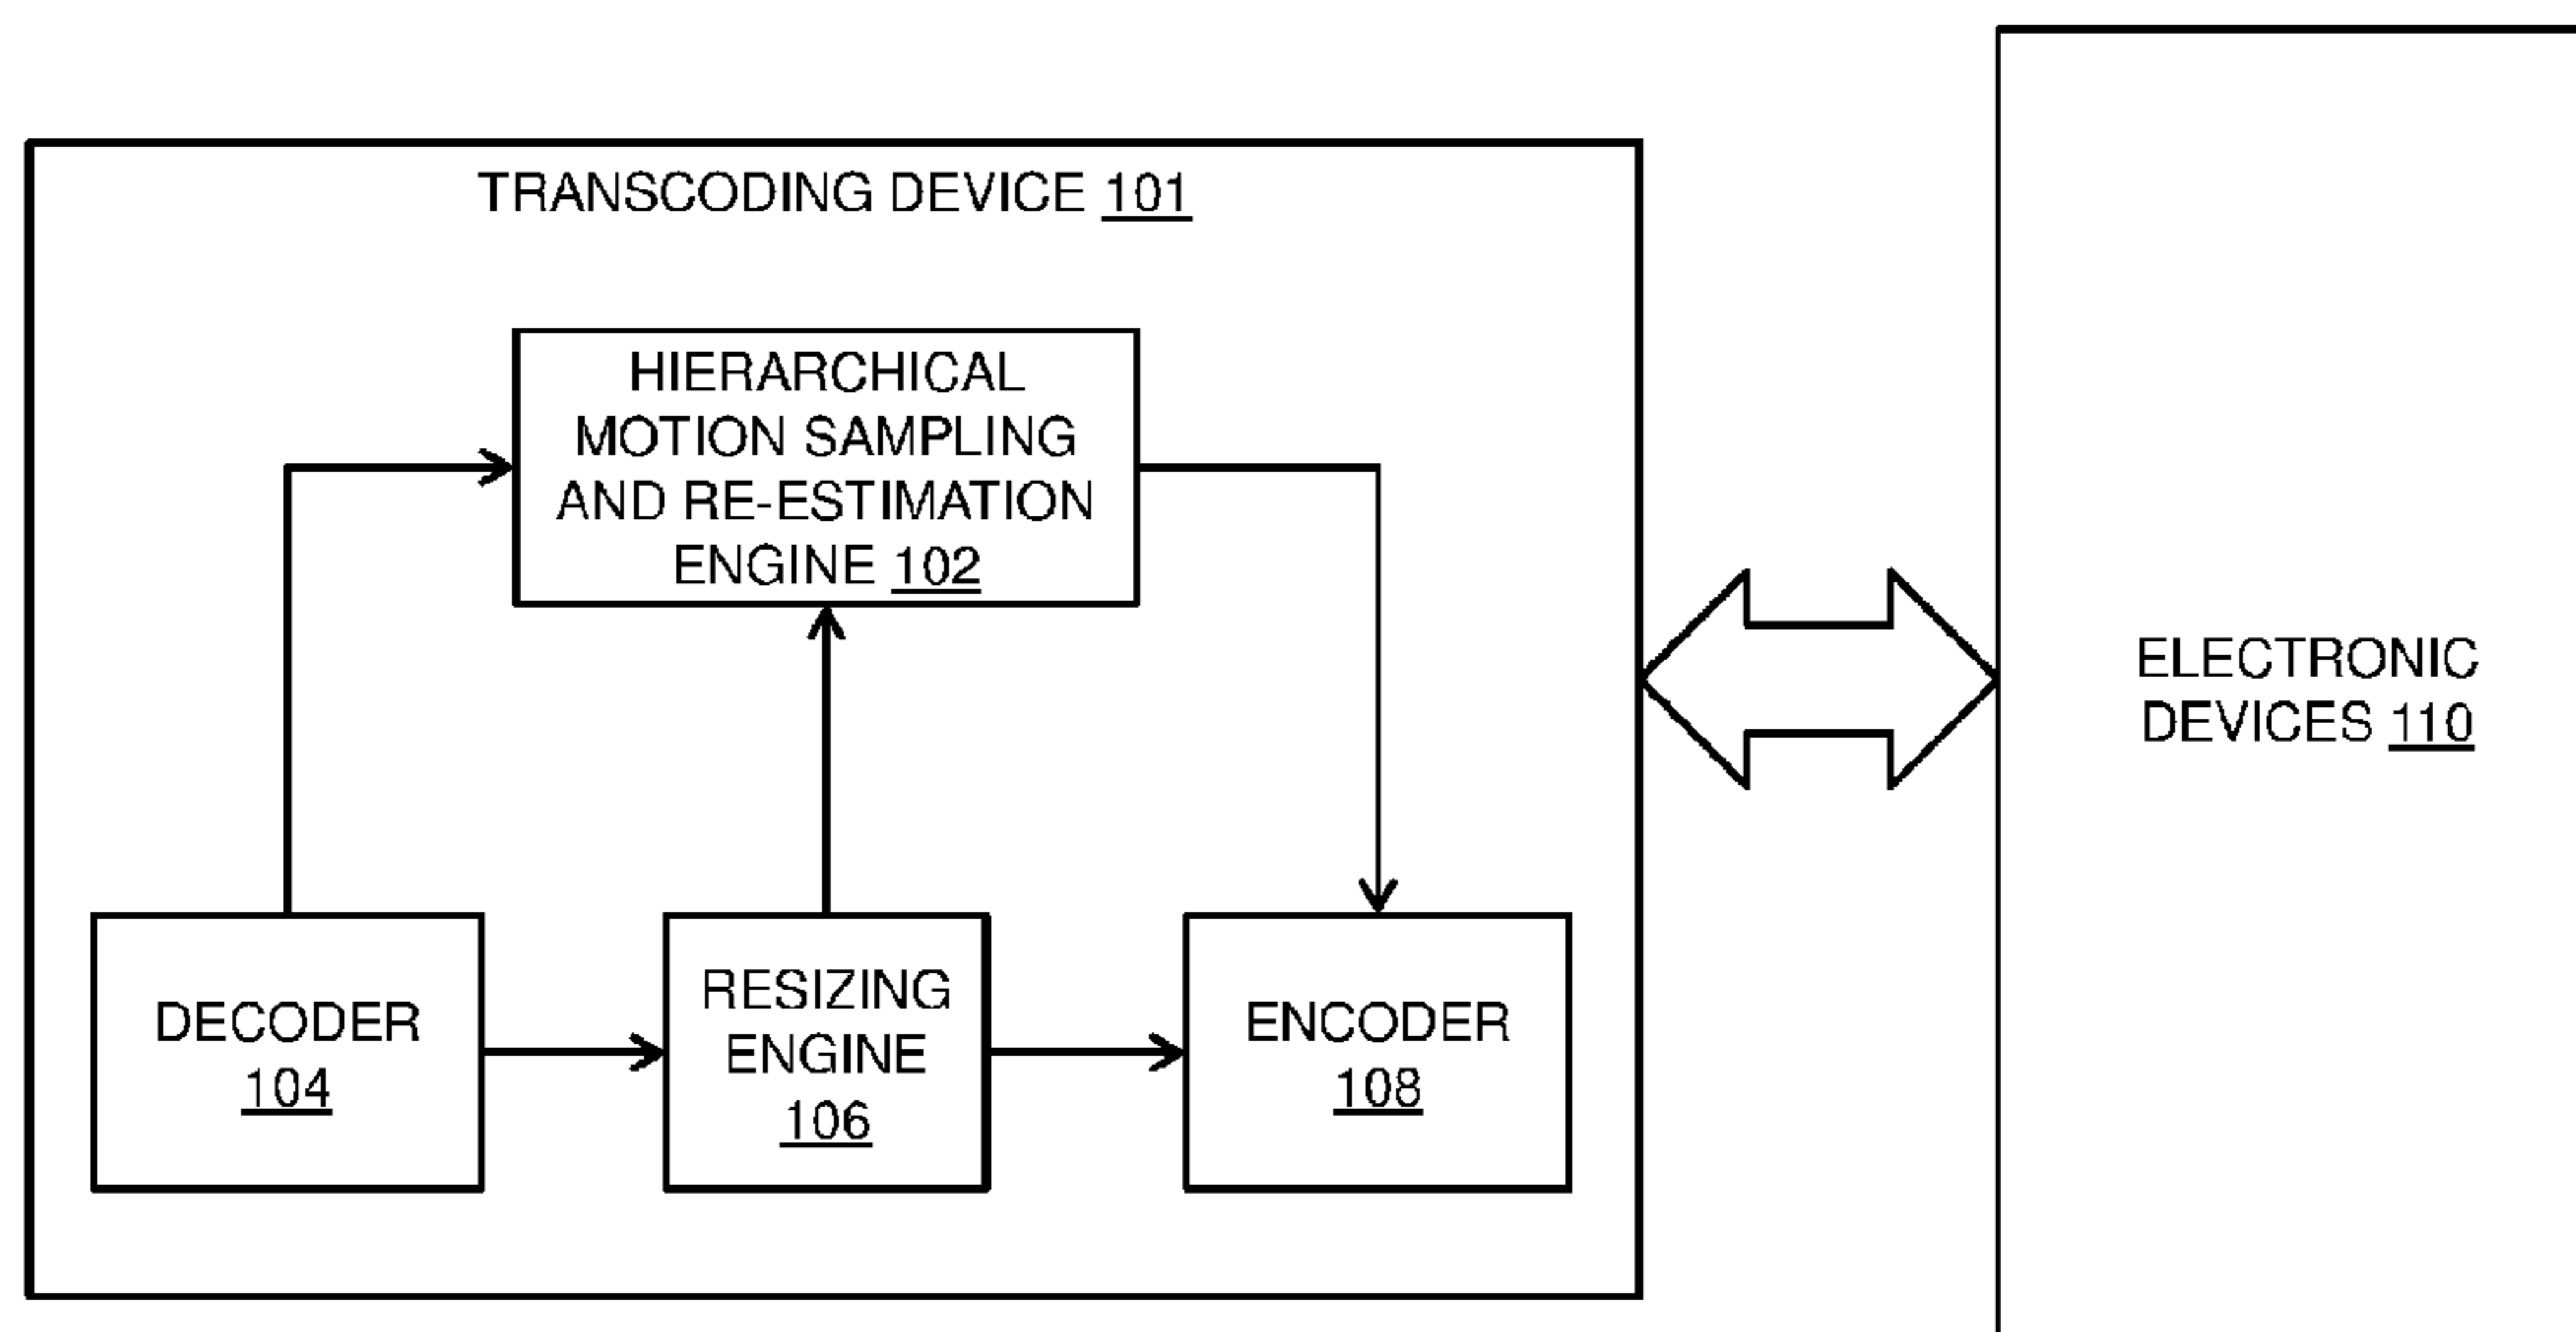 TRANSCODING DEVICE 101
HIERARCHICAL
MOTION SAMPLING
AND RE-ESTIMATION
ENGINE 102
ELECTRONIC
DEVICES 110
DECODER
104
RESIZING
ENGINE
106
ENCODER
108